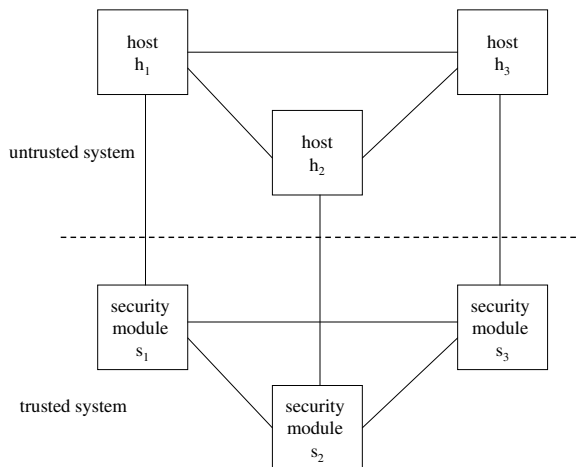 host
h₁
host
h₃
host
h₂
untrusted system
security
module
s₁
security
module
s₃
security
module
s₂
trusted system